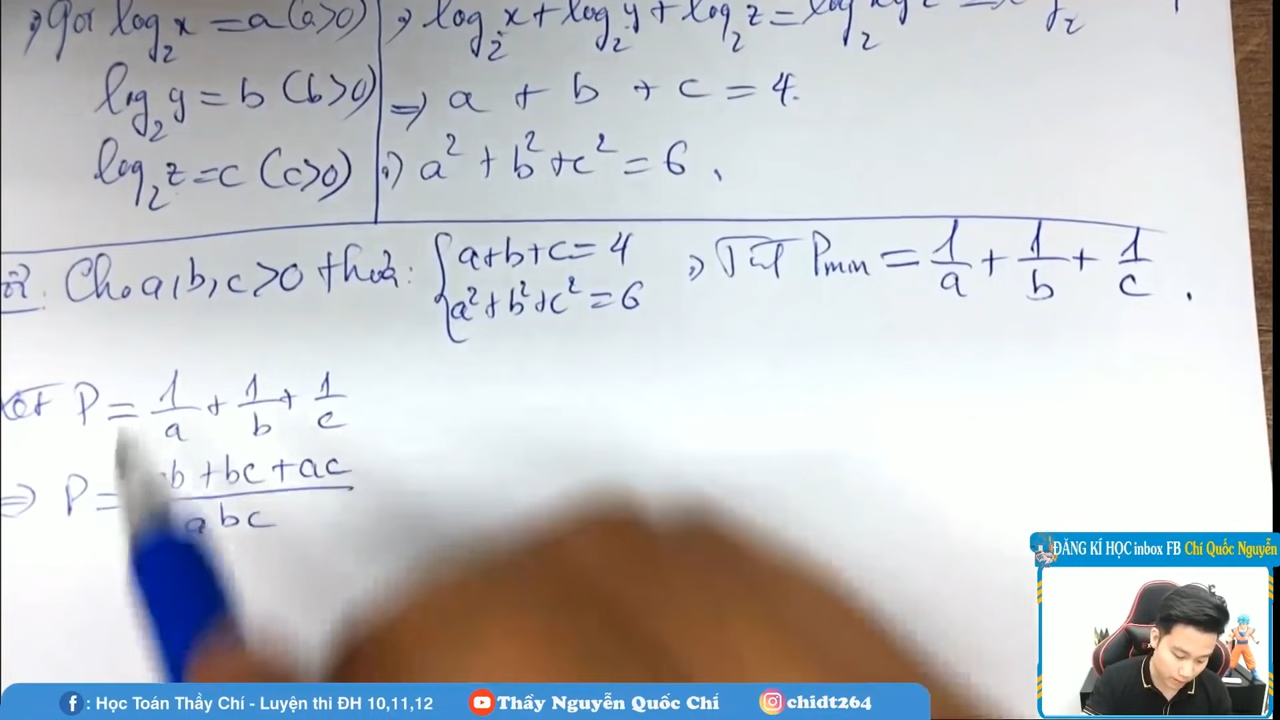 Gọi log₂x = a (a>0) log₂x + log₂y + log₂z =
log₂y = b (b>0) ⇒ a + b + c = 4.
log₂z = c (c>0) a² + b² + c² = 6
Cho a, b, c > 0 thoả: { a+b+c = 4 Tìm Pmin = 1/a + 1/b + 1/c .
a² + b² + c² = 6
P = 1/a + 1/b + 1/c
⇒ P = b + bc + ac / abc
ĐĂNG KÍ HỌC inbox FB Chí Quốc Nguyễn
: Học Toán Thầy Chí - Luyện thi ĐH 10,11,12 Thầy Nguyễn Quốc Chí chidt264